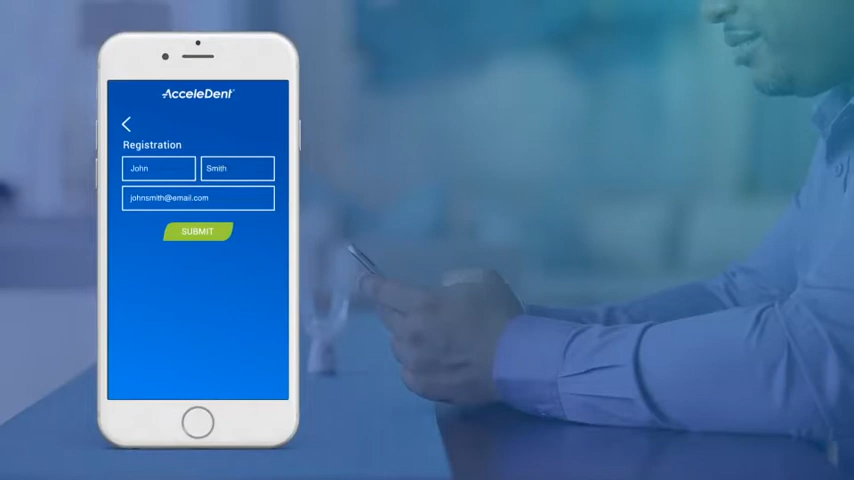 AcceleDent
Registration
John Smith
johnsmith@email.com
SUBMIT